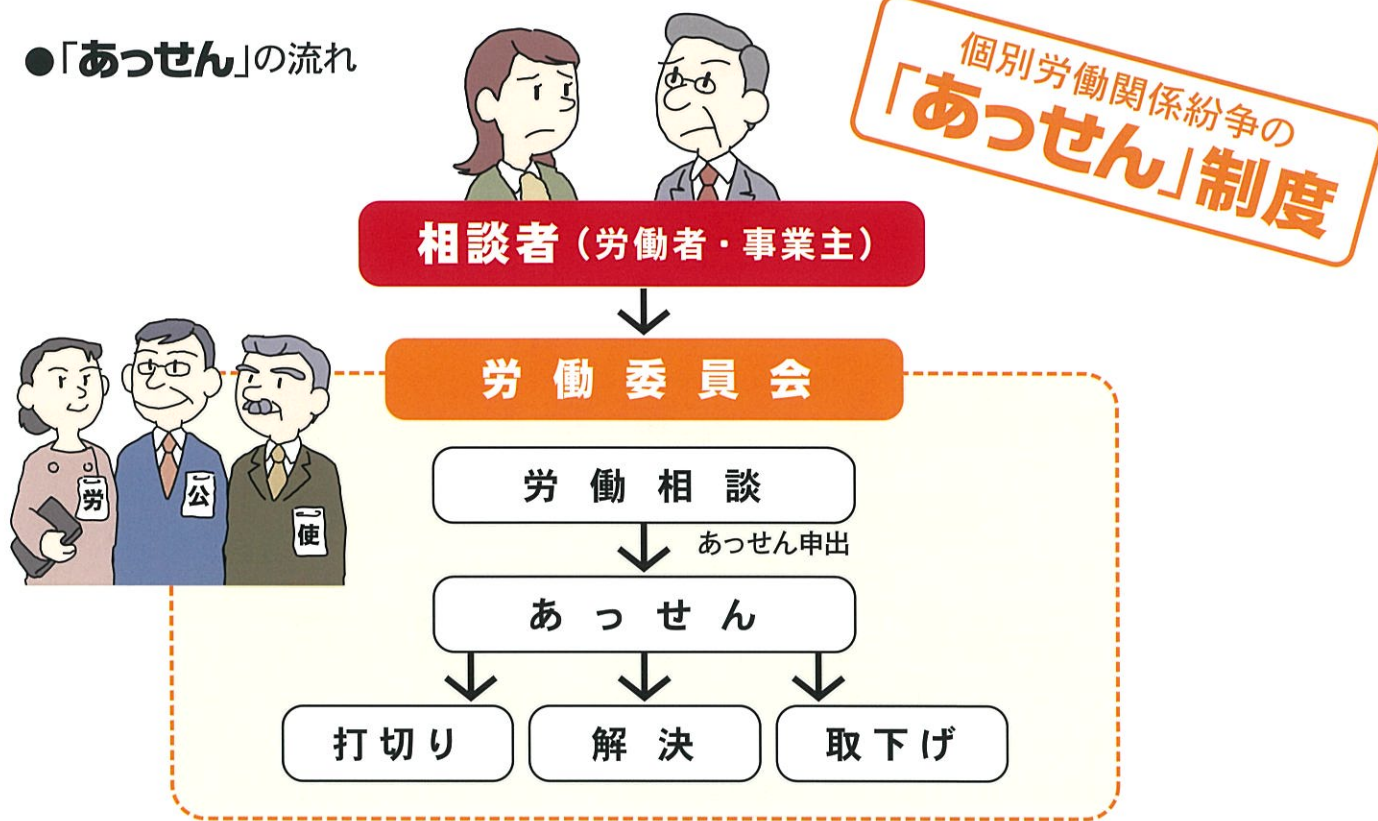 ●「あっせん」の流れ
個別労働関係紛争の
「あっせん」制度
相談者（労働者・事業主）
労働委員会
労
公
使
労働相談
あっせん申出
あっせん
打切り
解決
取下げ